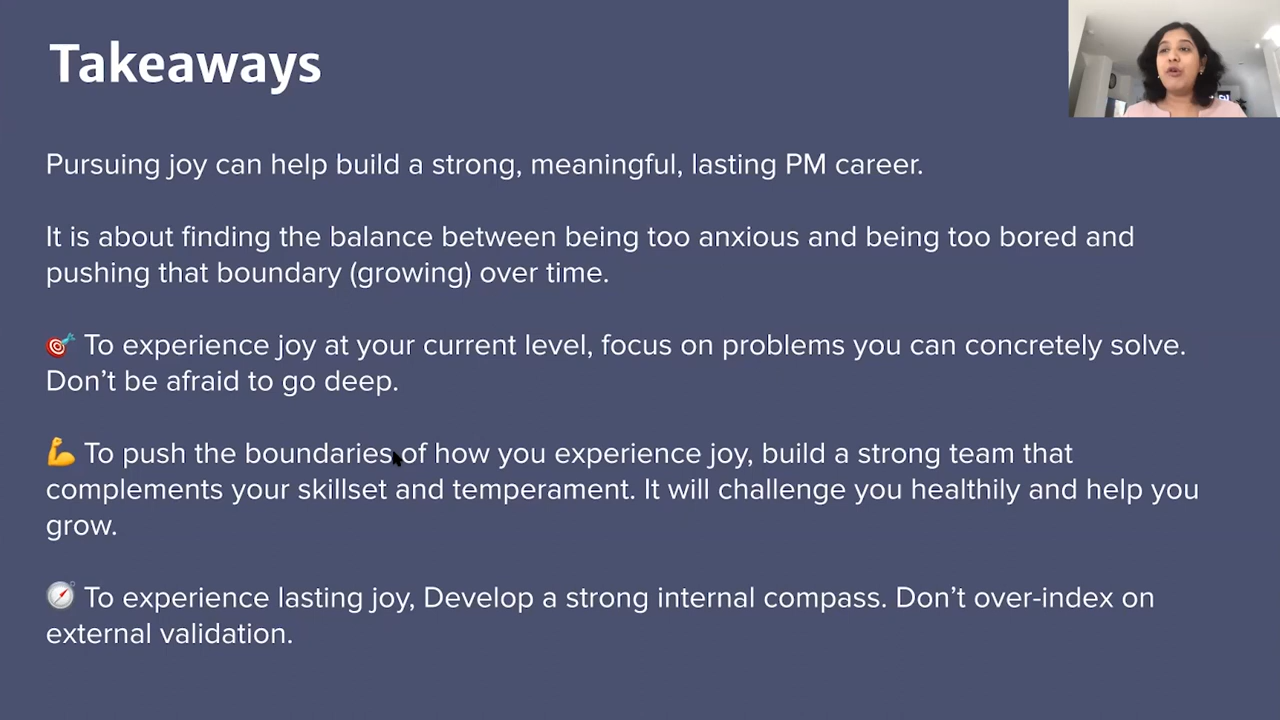 Takeaways
Pursuing joy can help build a strong, meaningful, lasting PM career.
It is about finding the balance between being too anxious and being too bored and
pushing that boundary (growing) over time.
🎯 To experience joy at your current level, focus on problems you can concretely solve.
Don’t be afraid to go deep.
💪 To push the boundaries of how you experience joy, build a strong team that
complements your skillset and temperament. It will challenge you healthily and help you
grow.
🧭 To experience lasting joy, Develop a strong internal compass. Don’t over-index on
external validation.